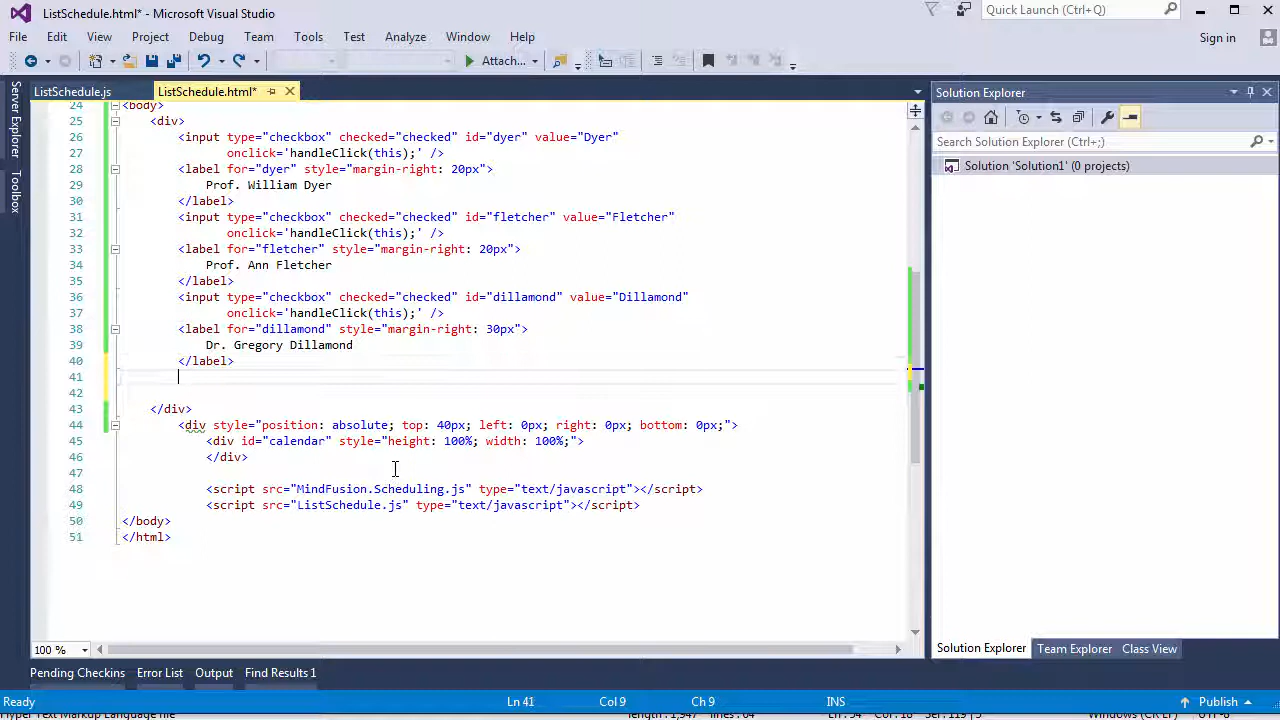 ListSchedule.html* - Microsoft Visual Studio
Quick Launch (Ctrl+Q)
File Edit View Project Debug Team Tools Test Analyze Window Help
Sign in
Attach...
Server Explorer
Toolbox
ListSchedule.js
ListSchedule.html*
24 <body>
25 <div>
26 <input type="checkbox" checked="checked" id="dyer" value="Dyer"
27 onclick='handleClick(this);' />
28 <label for="dyer" style="margin-right: 20px">
29 Prof. William Dyer
30 </label>
31 <input type="checkbox" checked="checked" id="fletcher" value="Fletcher"
32 onclick='handleClick(this);' />
33 <label for="fletcher" style="margin-right: 20px">
34 Prof. Ann Fletcher
35 </label>
36 <input type="checkbox" checked="checked" id="dillamond" value="Dillamond"
37 onclick='handleClick(this);' />
38 <label for="dillamond" style="margin-right: 30px">
39 Dr. Gregory Dillamond
40 </label>
41
42
43 </div>
44 <div style="position: absolute; top: 40px; left: 0px; right: 0px; bottom: 0px;">
45 <div id="calendar" style="height: 100%; width: 100%;">
46 </div>
47
48 <script src="MindFusion.Scheduling.js" type="text/javascript"></script>
49 <script src="ListSchedule.js" type="text/javascript"></script>
50 </body>
51 </html>
100 %
Solution Explorer
Search Solution Explorer (Ctrl+;)
Solution 'Solution1' (0 projects)
Solution Explorer Team Explorer Class View
Pending Checkins Error List Output Find Results 1
Ready Ln 41 Col 9 Ch 9 INS Publish